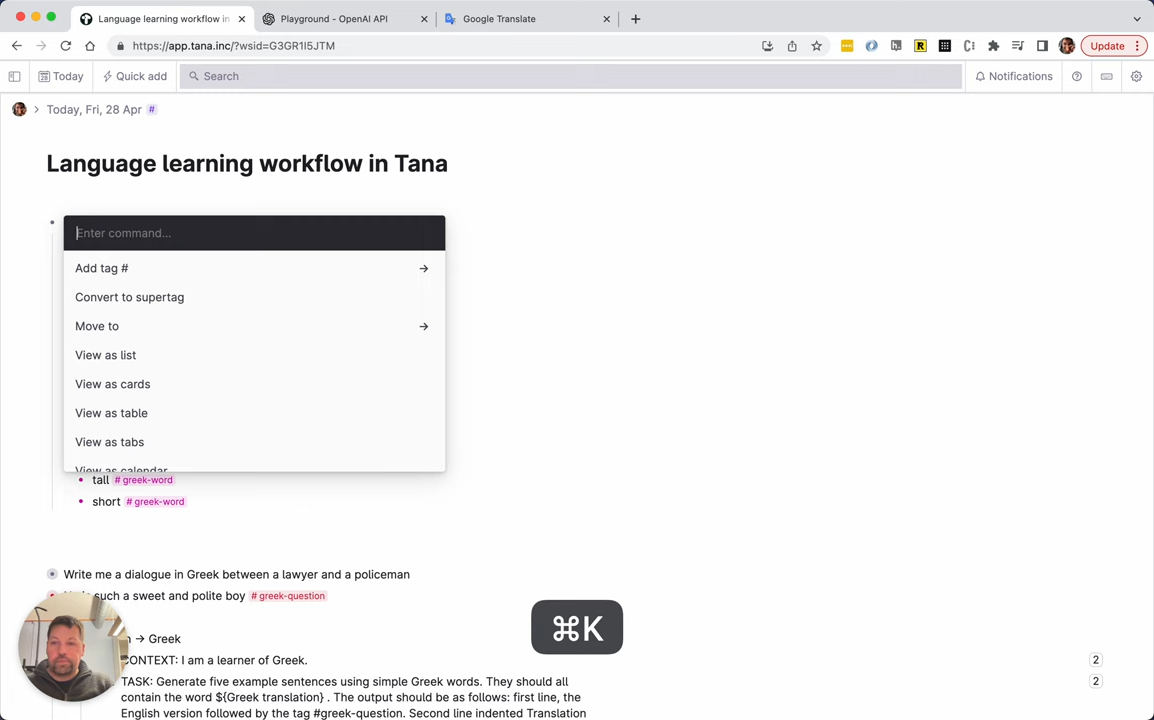 Language learning workflow in
Playground - OpenAI API
Google Translate
https://app.tana.inc/?wsid=G3GR1I5JTM
Update
Today
Quick add
Search
Notifications
Today, Fri, 28 Apr #
Language learning workflow in Tana
Enter command...
Add tag #
Convert to supertag
Move to
View as list
View as cards
View as table
View as tabs
View as calendar
tall # greek-word
short # greek-word
Write me a dialogue in Greek between a lawyer and a policeman
such a sweet and polite boy # greek-question
→ Greek
CONTEXT: I am a learner of Greek.
2
TASK: Generate five example sentences using simple Greek words. They should all
2
contain the word ${Greek translation} . The output should be as follows: first line, the
English version followed by the tag #greek-question. Second line indented Translation
⌘K